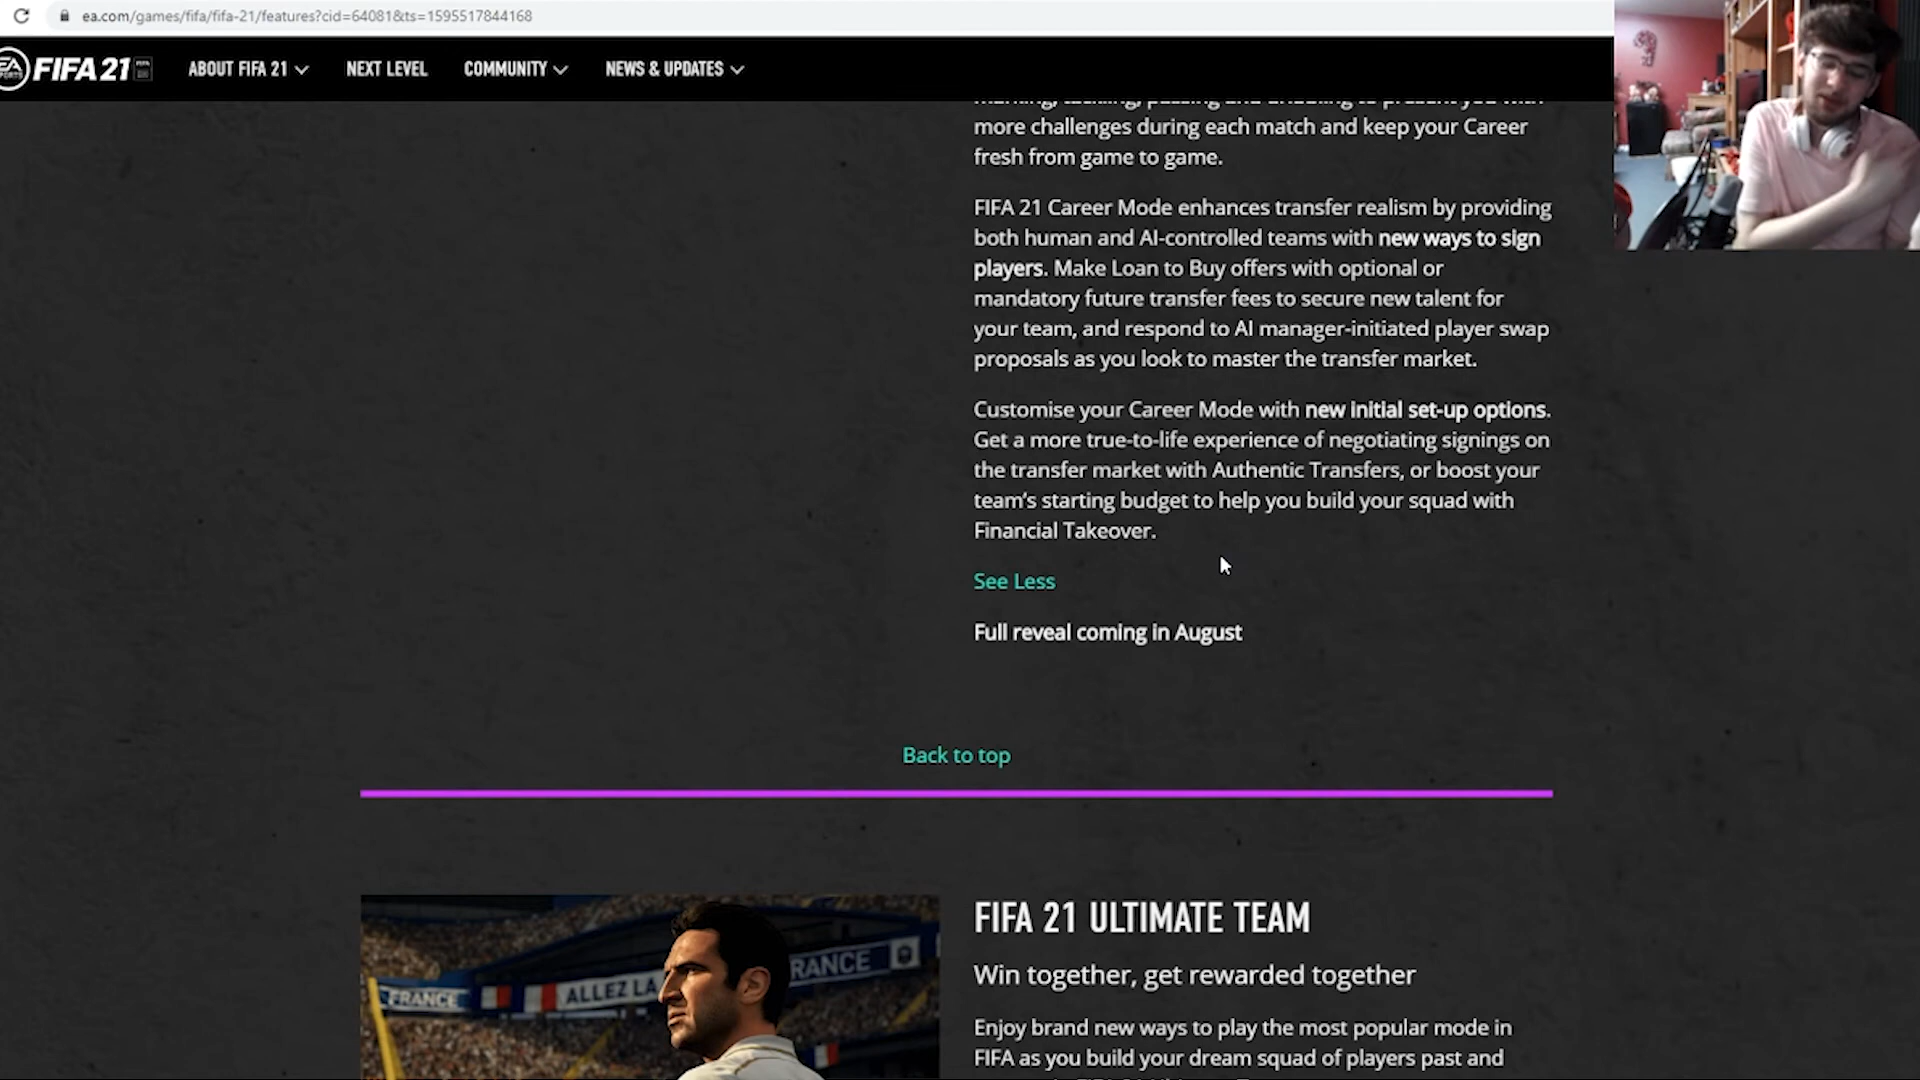 ea.com/games/fifa/fifa-21/features?cid=64081&ts=1595517844168
EA SPORTS FIFA 21 ABOUT FIFA 21 NEXT LEVEL COMMUNITY NEWS & UPDATES
more challenges during each match and keep your Career
fresh from game to game.
FIFA 21 Career Mode enhances transfer realism by providing
both human and AI-controlled teams with new ways to sign
players. Make Loan to Buy offers with optional or
mandatory future transfer fees to secure new talent for
your team, and respond to AI manager-initiated player swap
proposals as you look to master the transfer market.
Customise your Career Mode with new initial set-up options.
Get a more true-to-life experience of negotiating signings on
the transfer market with Authentic Transfers, or boost your
team's starting budget to help you build your squad with
Financial Takeover.
See Less
Full reveal coming in August
Back to top
FRANCE ALLEZ LA RANCE
FIFA 21 ULTIMATE TEAM
Win together, get rewarded together
Enjoy brand new ways to play the most popular mode in
FIFA as you build your dream squad of players past and